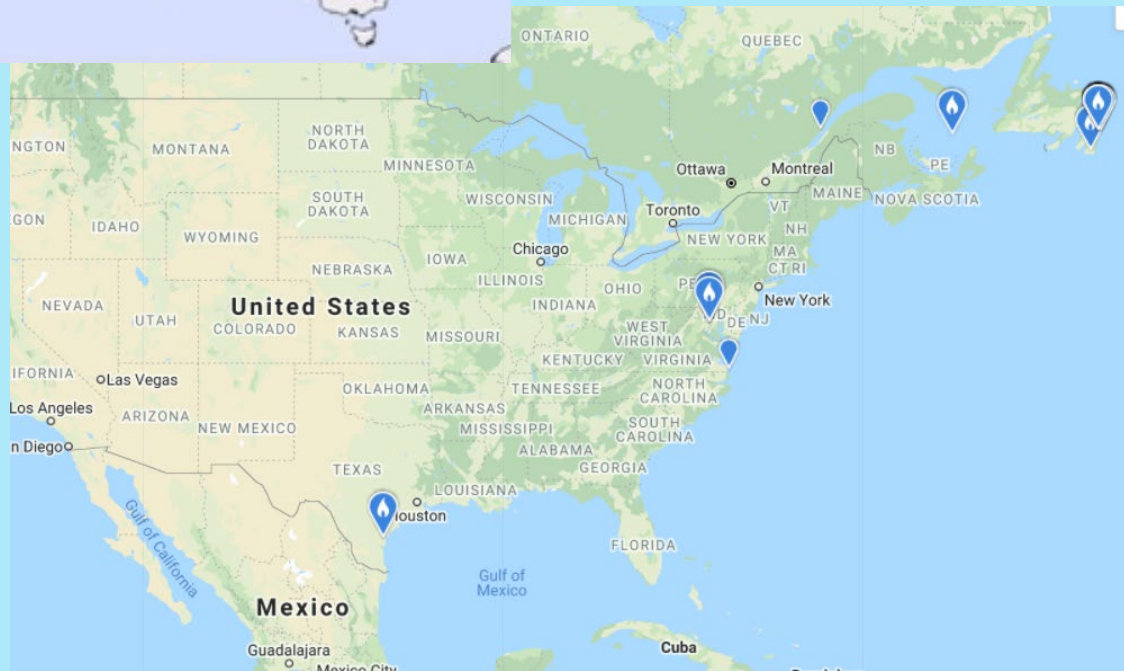 ONTARIO
QUEBEC
NGTON
MONTANA
NORTH
DAKOTA
MINNESOTA
NB
PE
Ottawa
Montreal
MAINE
NOVA SCOTIA
GON
IDAHO
SOUTH
DAKOTA
WISCONSIN
MICHIGAN
Toronto
VT
NH
WYOMING
Chicago
NEW YORK
MA
CT RI
NEBRASKA
IOWA
ILLINOIS
OHIO
PE
NEVADA
UTAH
United States
COLORADO
KANSAS
MISSOURI
INDIANA
WEST
VIRGINIA
D
DE
NJ
New York
KENTUCKY
VIRGINIA
IFORNIA
Las Vegas
OKLAHOMA
TENNESSEE
NORTH
CAROLINA
Los Angeles
ARIZONA
NEW MEXICO
ARKANSAS
MISSISSIPPI
SOUTH
CAROLINA
n Diego
ALABAMA
TEXAS
GEORGIA
LOUISIANA
Houston
Gulf of California
FLORIDA
Gulf of
Mexico
Mexico
Guadalajara
Cuba
Mexico City